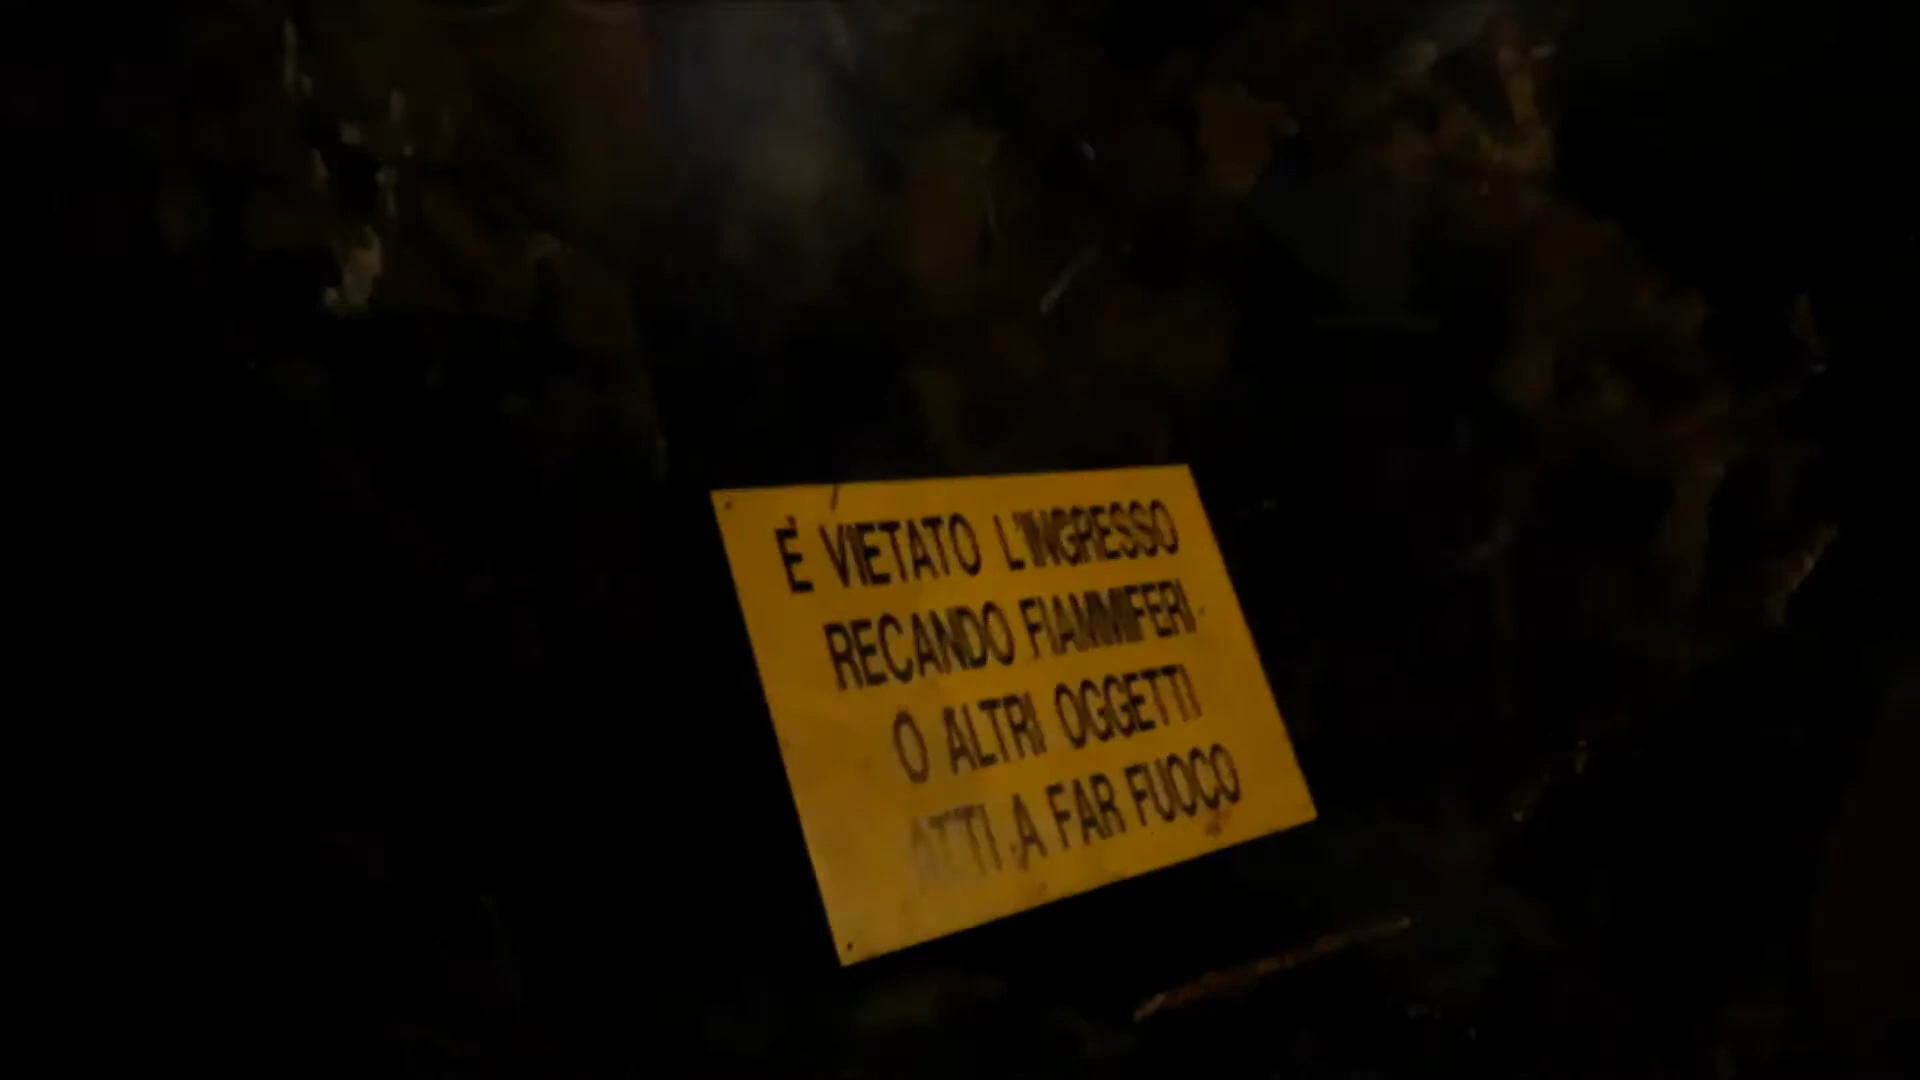 E' VIETATO L'INGRESSO
RECANDO FIAMMIFERI
O ALTRI OGGETTI
ATTI A FAR FUOCO